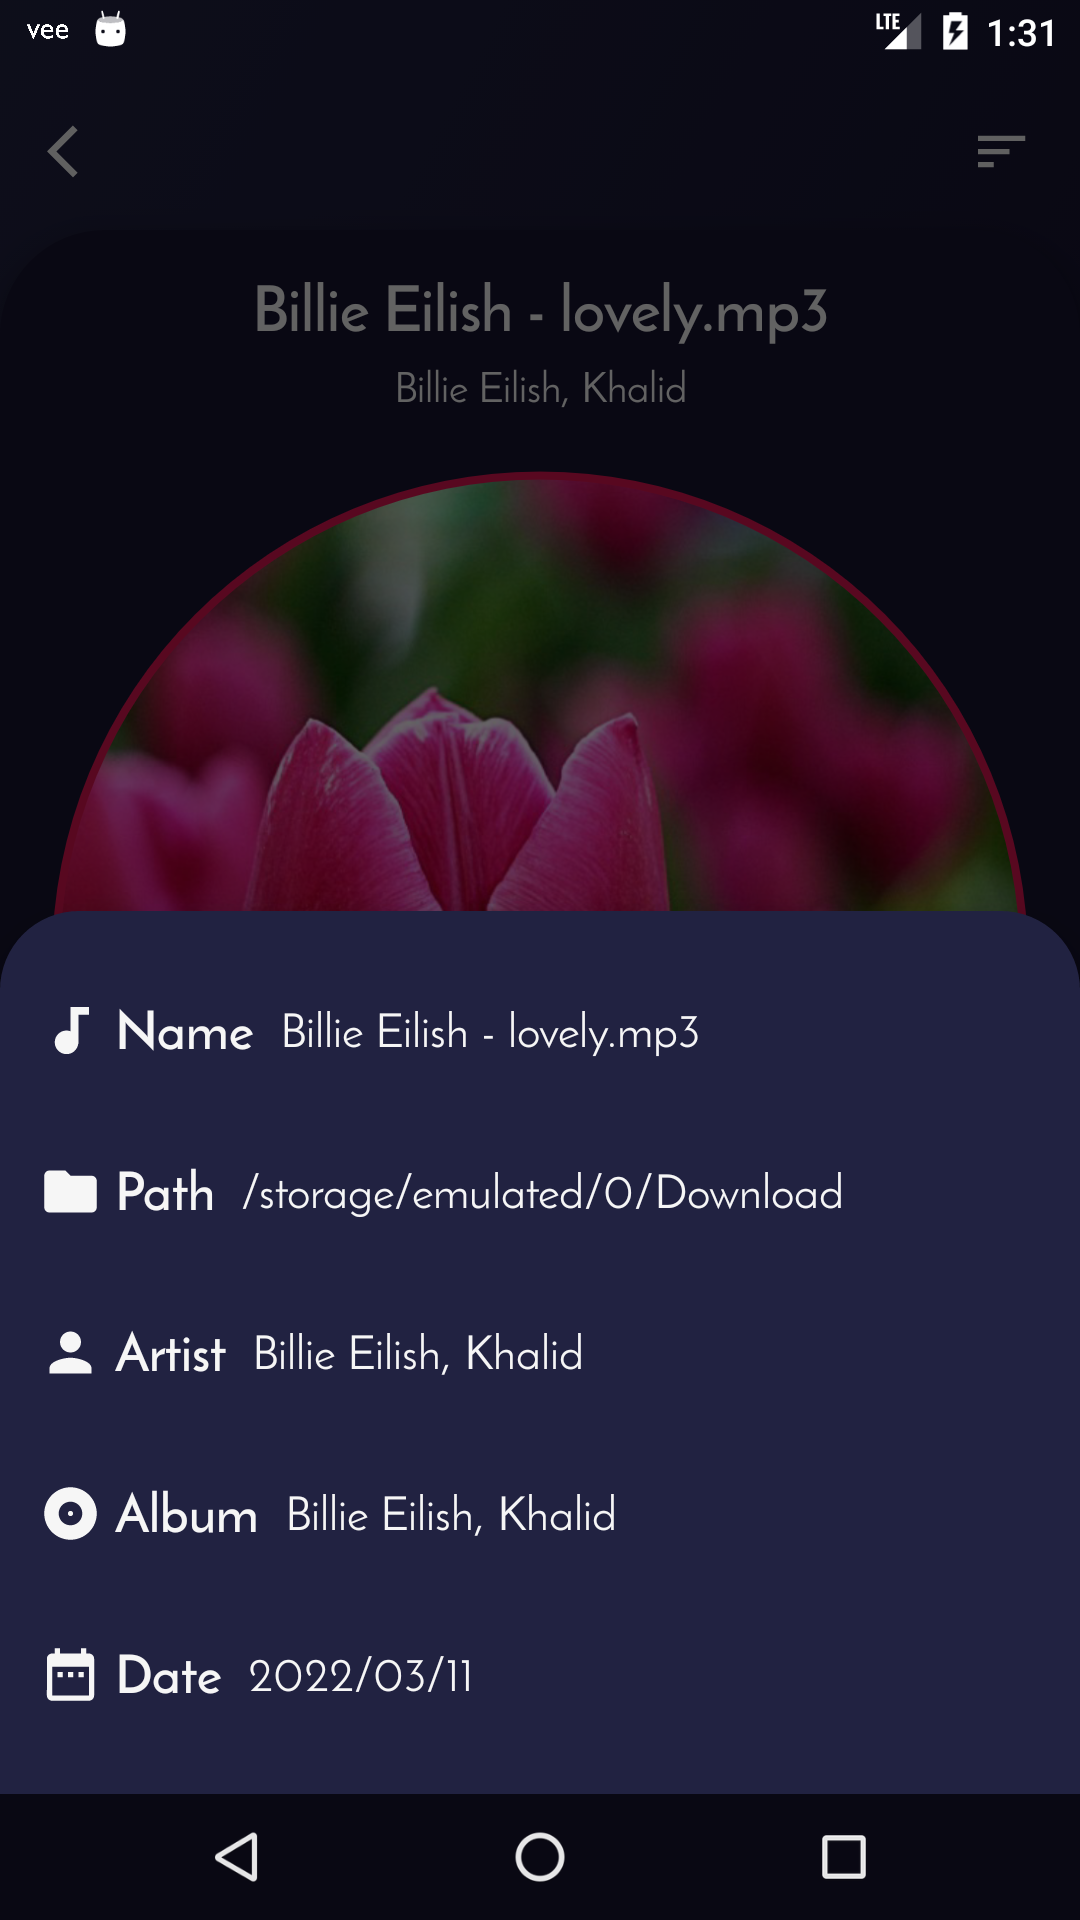 vee LTE 1:31
Billie Eilish - lovely.mp3
Billie Eilish, Khalid
Name Billie Eilish - lovely.mp3
Path /storage/emulated/0/Download
Artist Billie Eilish, Khalid
Album Billie Eilish, Khalid
Date 2022/03/11